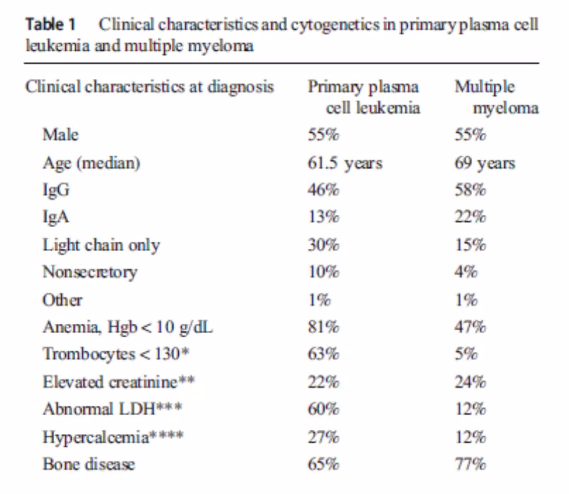 Table 1 Clinical characteristics and cytogenetics in primary plasma cell
leukemia and multiple myeloma
Clinical characteristics at diagnosis Primary plasma cell leukemia Multiple myeloma
Male 55% 55%
Age (median) 61.5 years 69 years
IgG 46% 58%
IgA 13% 22%
Light chain only 30% 15%
Nonsecretory 10% 4%
Other 1% 1%
Anemia, Hgb < 10 g/dL 81% 47%
Trombocytes < 130* 63% 5%
Elevated creatinine** 22% 24%
Abnormal LDH*** 60% 12%
Hypercalcemia**** 27% 12%
Bone disease 65% 77%